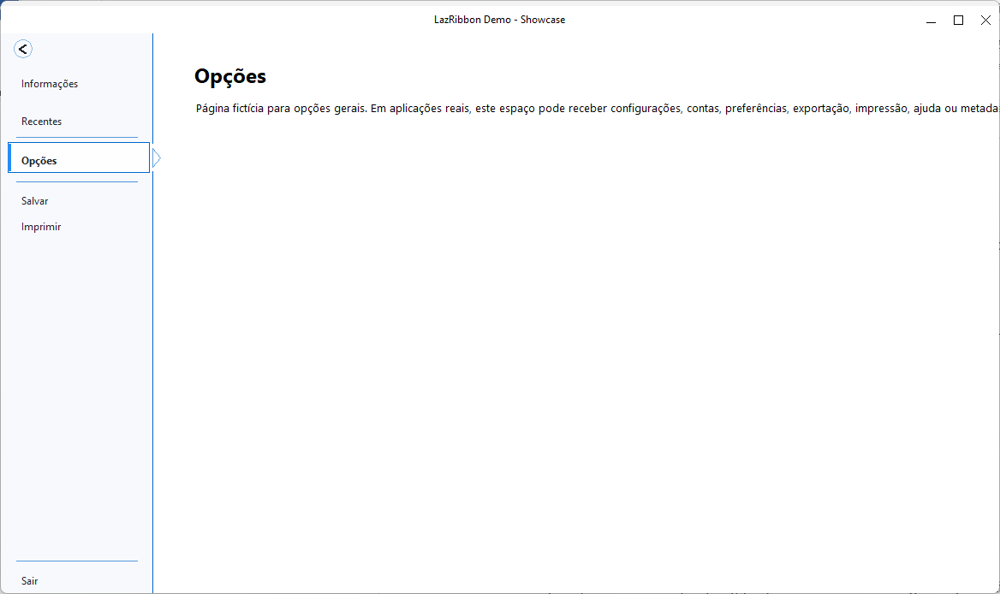 LazRibbon Demo - Showcase
Informações
Recentes
Opções
Salvar
Imprimir
Sair
Opções
Página fictícia para opções gerais. Em aplicações reais, este espaço pode receber configurações, contas, preferências, exportação, impressão, ajuda ou metada